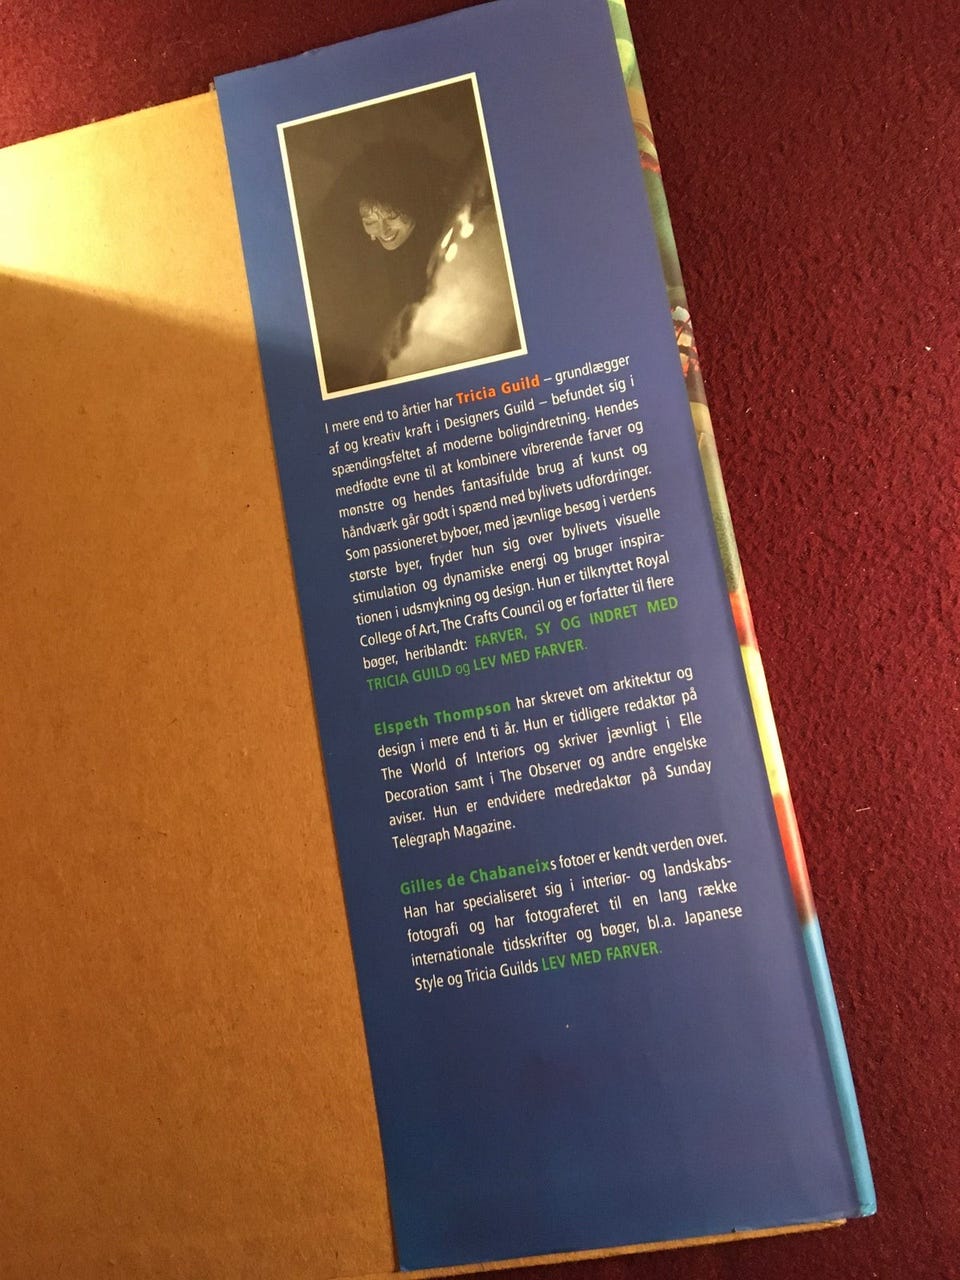 I mere end to årtier har Tricia Guild – grundlægger
af og kreativ kraft i Designers Guild – befundet sig i
spændingsfeltet af moderne boligindretning. Hendes
medfødte evne til at kombinere vibrerende farver og
mønstre og hendes fantasifulde brug af kunst og
håndværk går godt i spænd med bylivets udfordringer.
Som passioneret byboer, med jævnlige besøg i verdens
største byer, fryder hun sig over bylivets visuelle
stimulation og dynamiske energi og bruger inspira-
tionen i udsmykning og design. Hun er tilknyttet Royal
College of Art, The Crafts Council og er forfatter til flere
bøger, heriblandt: FARVER, SY OG INDRET MED
TRICIA GUILD og LEV MED FARVER.
Elspeth Thompson har skrevet om arkitektur og
design i mere end ti år. Hun er tidligere redaktør på
The World of Interiors og skriver jævnligt i Elle
Decoration samt i The Observer og andre engelske
aviser. Hun er endvidere medredaktør på Sunday
Telegraph Magazine.
Gilles de Chabaneixs fotoer er kendt verden over.
Han har specialiseret sig i interiør- og landskabs-
fotografi og har fotograferet til en lang række
internationale tidsskrifter og bøger, bl.a. Japanese
Style og Tricia Guilds LEV MED FARVER.